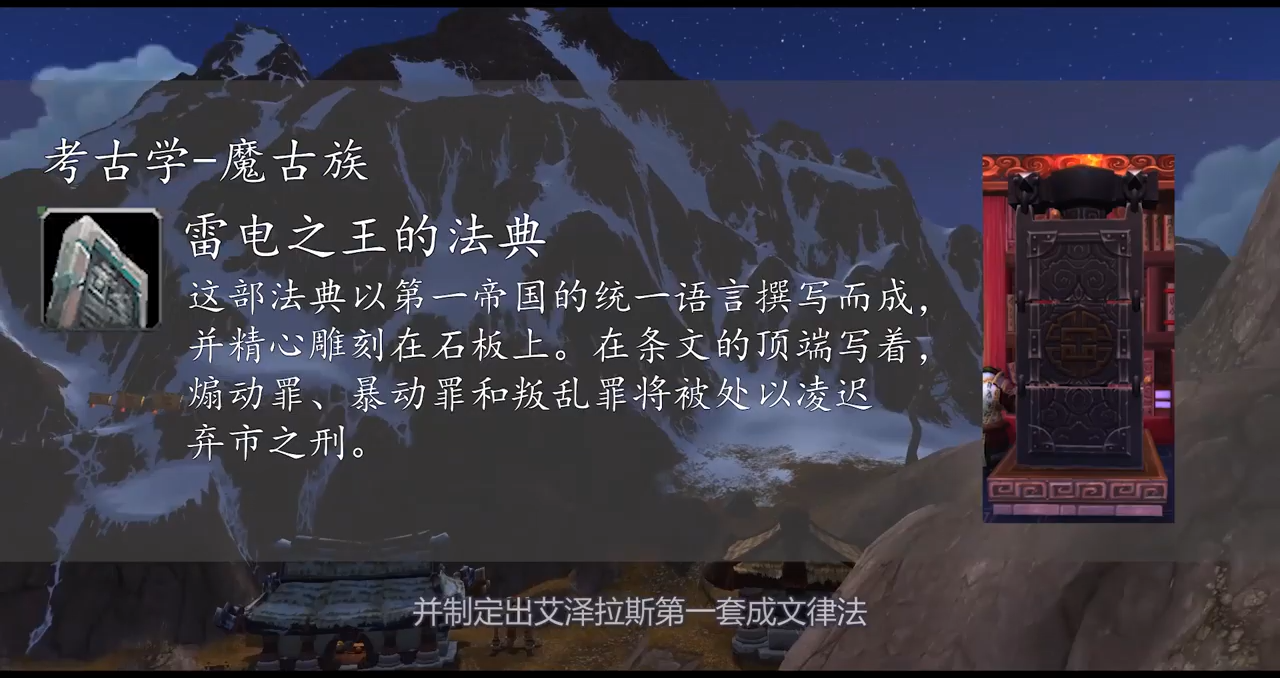 考古学-魔古族
雷电之王的法典
这部法典以第一帝国的统一语言撰写而成，
并精心雕刻在石板上。在条文的顶端写着，
煽动罪、暴动罪和叛乱罪将被处以凌迟
弃市之刑。
并制定出艾泽拉斯第一套成文律法